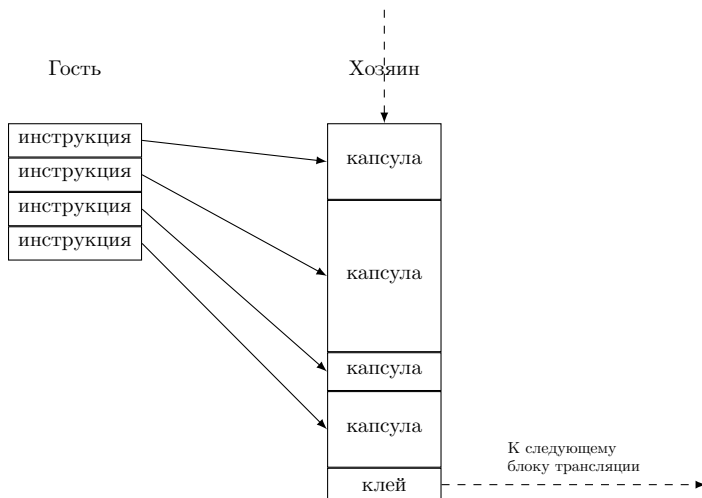 Гость
Хозяин
инструкция
инструкция
инструкция
инструкция
капсула
капсула
капсула
капсула
клей
К следующему
блоку трансляции